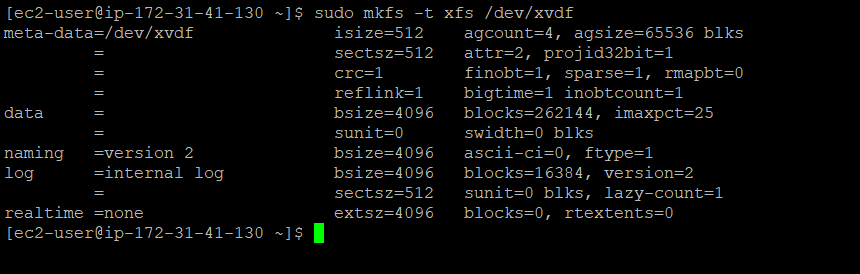 [ec2-user@ip-172-31-41-130 ~]$ sudo mkfs -t xfs /dev/xvdf
meta-data=/dev/xvdf              isize=512    agcount=4, agsize=65536 blks
         =                       sectsz=512   attr=2, projid32bit=1
         =                       crc=1        finobt=1, sparse=1, rmapbt=0
         =                       reflink=1    bigtime=1 inobtcount=1
data     =                       bsize=4096   blocks=262144, imaxpct=25
         =                       sunit=0      swidth=0 blks
naming   =version 2              bsize=4096   ascii-ci=0, ftype=1
log      =internal log           bsize=4096   blocks=16384, version=2
         =                       sectsz=512   sunit=0 blks, lazy-count=1
realtime =none                   extsz=4096   blocks=0, rtextents=0
[ec2-user@ip-172-31-41-130 ~]$